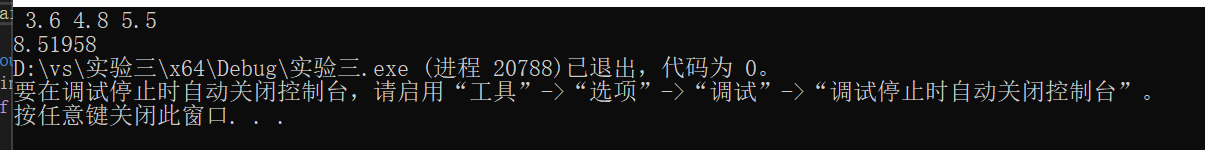 3.6 4.8 5.5
8.51958
D:\vs\实验三\x64\Debug\实验三.exe (进程 20788)已退出，代码为 0。
要在调试停止时自动关闭控制台，请启用“工具”->“选项”->“调试”->“调试停止时自动关闭控制台”。
按任意键关闭此窗口. . .